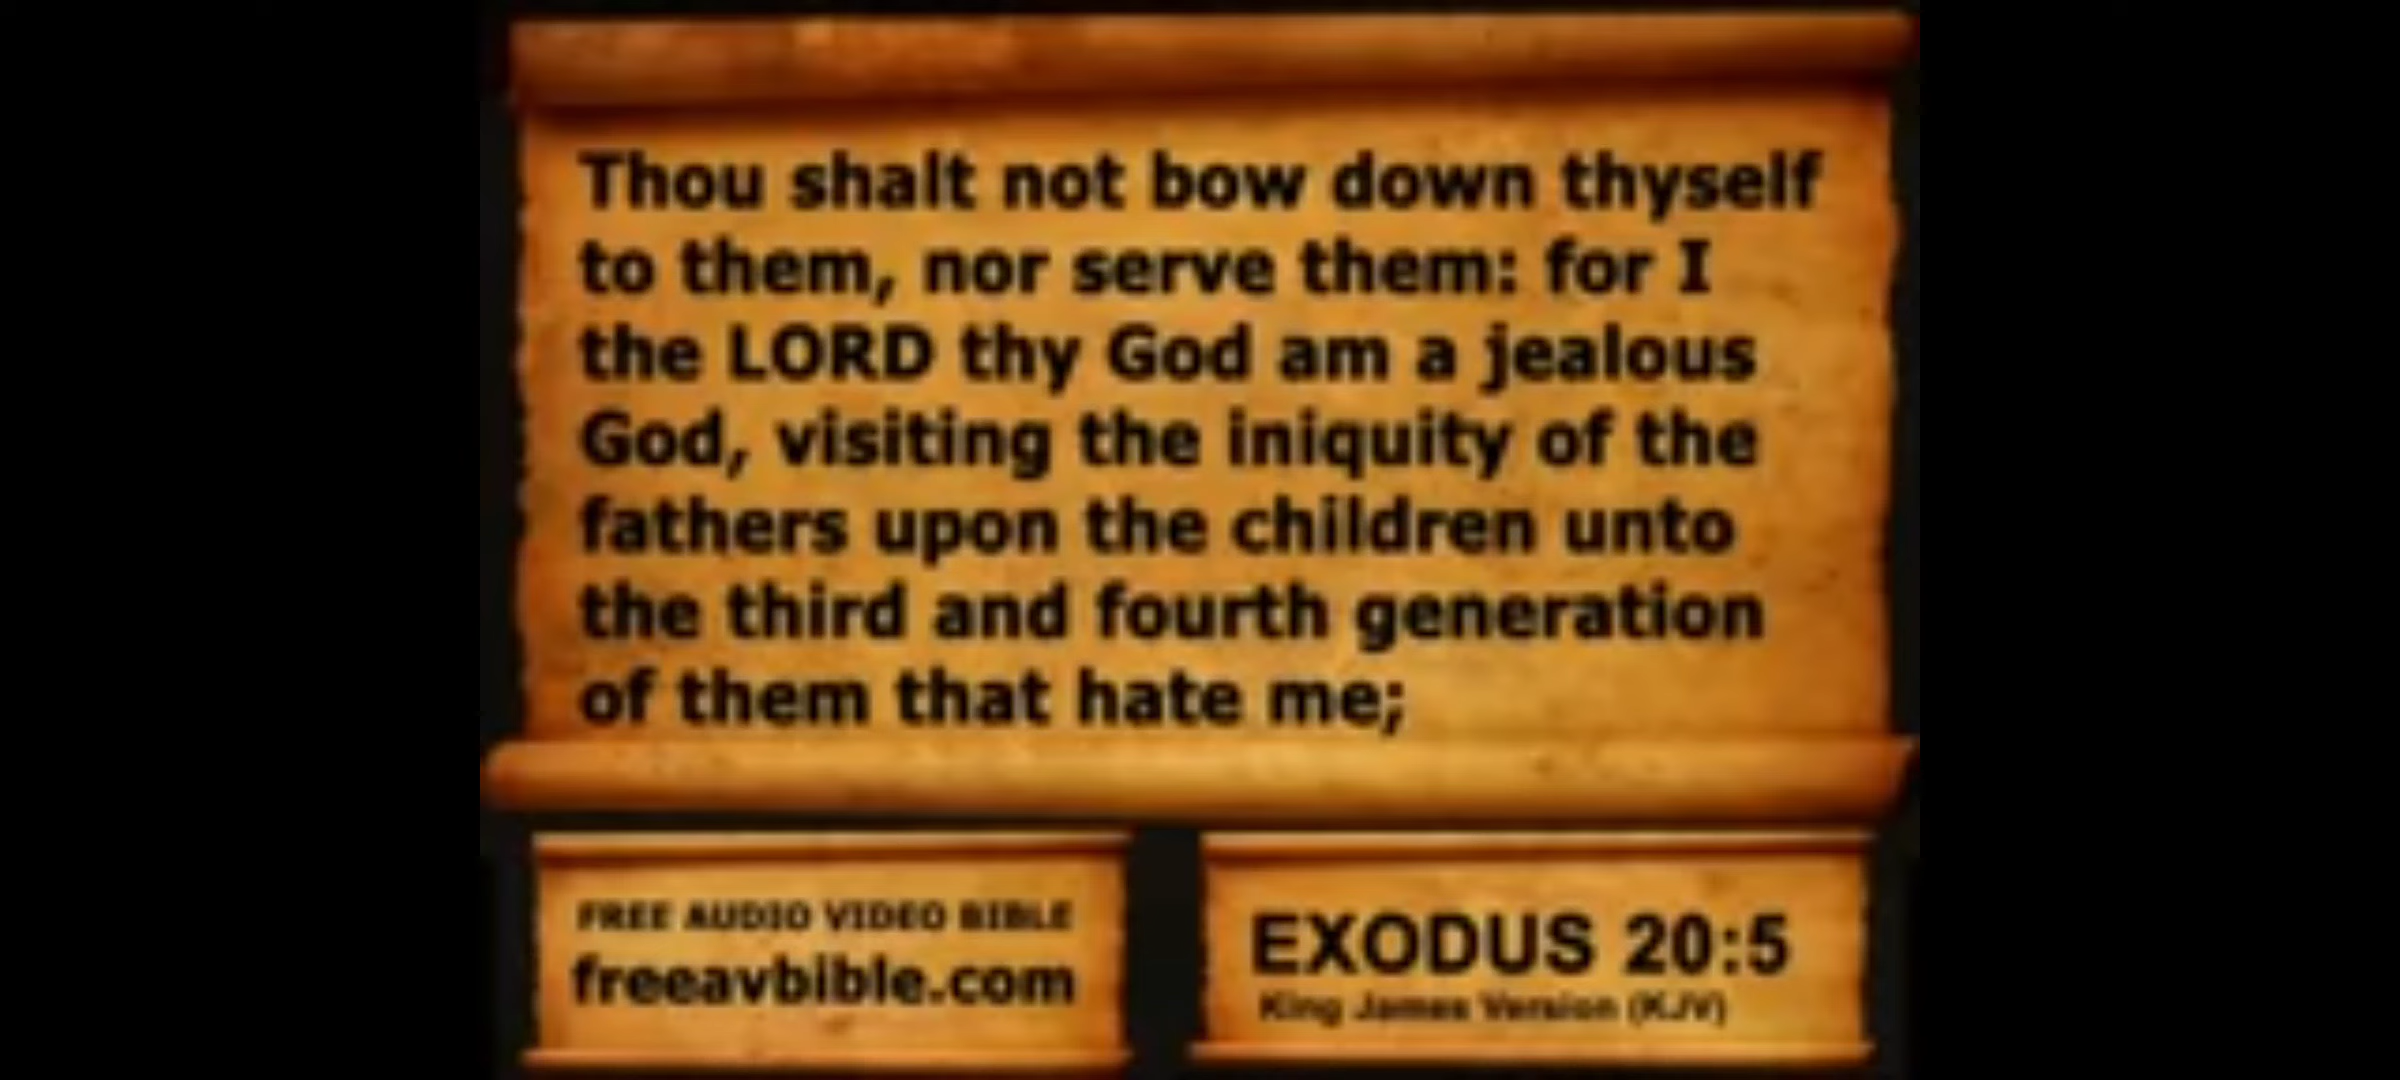 Thou shalt not bow down thyself
to them, nor serve them: for I
the LORD thy God am a jealous
God, visiting the iniquity of the
fathers upon the children unto
the third and fourth generation
of them that hate me;
FREE AUDIO VIDEO BIBLE
freeavbible.com
EXODUS 20:5
King James Version (KJV)